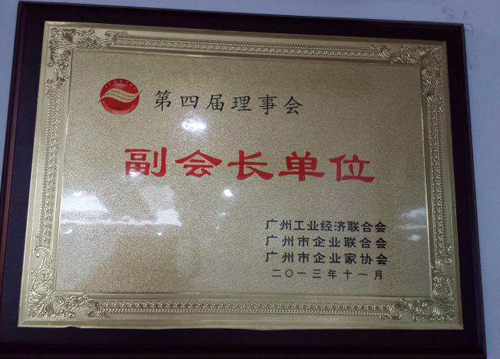 第四届理事会
副会长单位
广州工业经济联合会
广州市企业联合会
广州市企业家协会
二〇一三年十一月